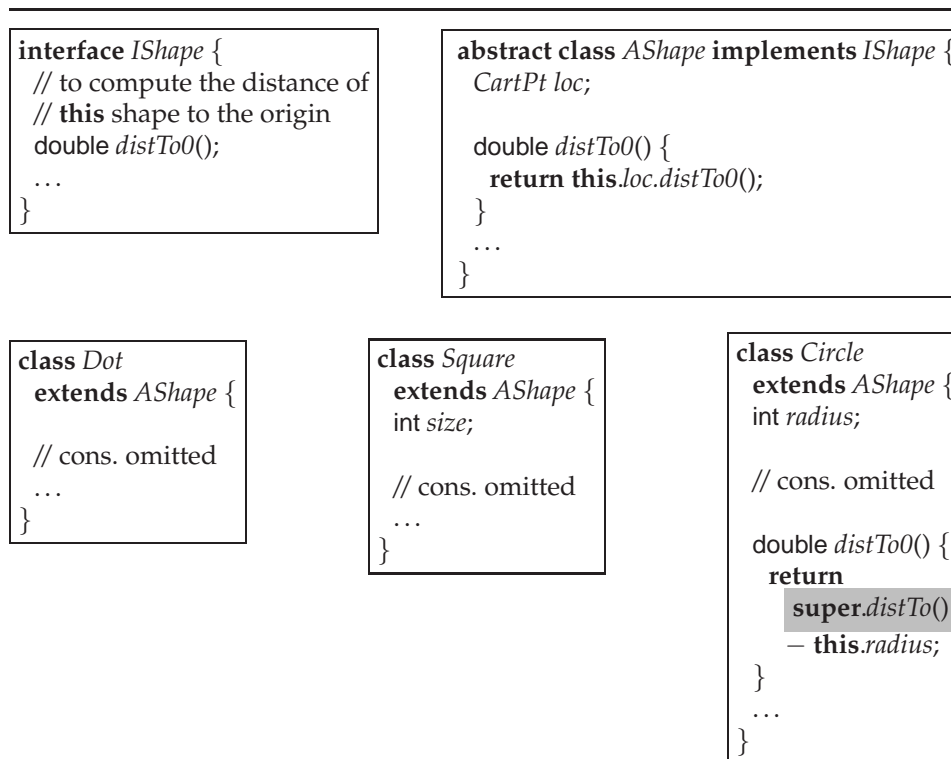 interface IShape {
// to compute the distance of
// this shape to the origin
double distTo0();
. . .
}
abstract class AShape implements IShape {
CartPt loc;
double distTo0() {
return this.loc.distTo0();
}
. . .
}
class Dot
extends AShape {
// cons. omitted
. . .
}
class Square
extends AShape {
int size;
// cons. omitted
. . .
}
class Circle
extends AShape {
int radius;
// cons. omitted
double distTo0() {
return
super.distTo()
− this.radius;
}
. . .
}